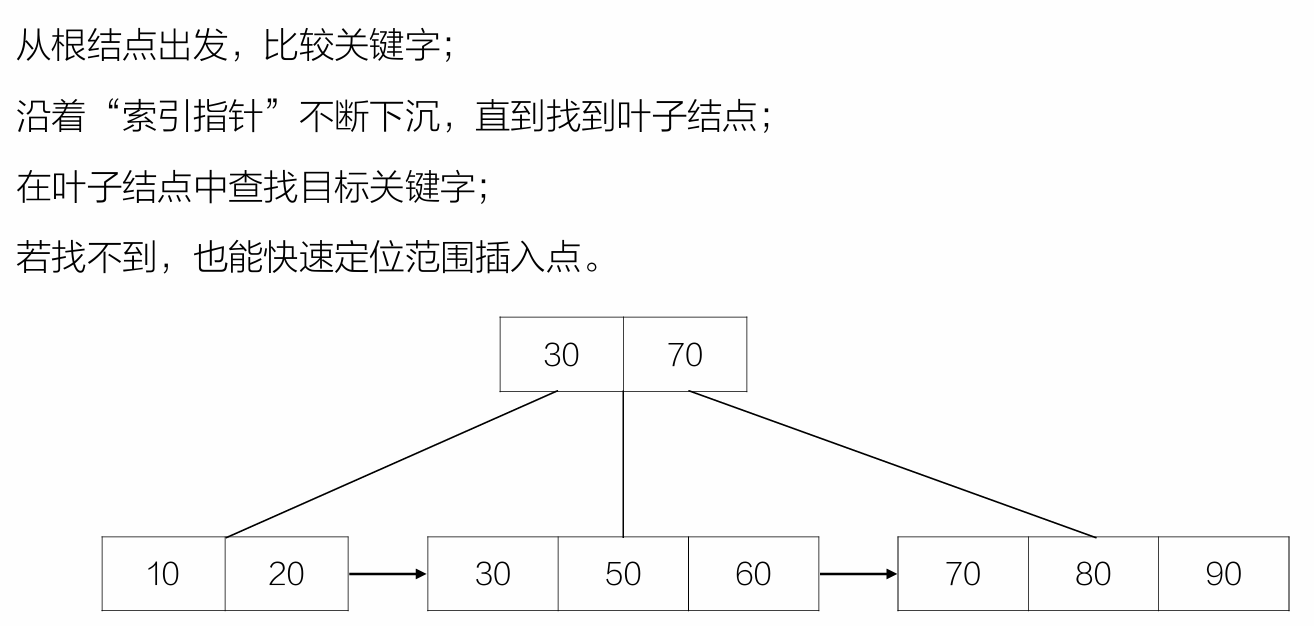 从根结点出发，比较关键字；
沿着“索引指针”不断下沉，直到找到叶子结点；
在叶子结点中查找目标关键字；
若找不到，也能快速定位范围插入点。
30 70
10 20 30 50 60 70 80 90